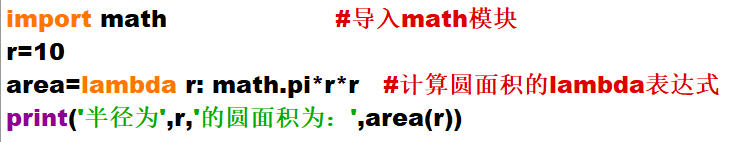 import math #导入math模块
r=10
area=lambda r: math.pi*r*r #计算圆面积的lambda表达式
print('半径为',r,'的圆面积为：',area(r))